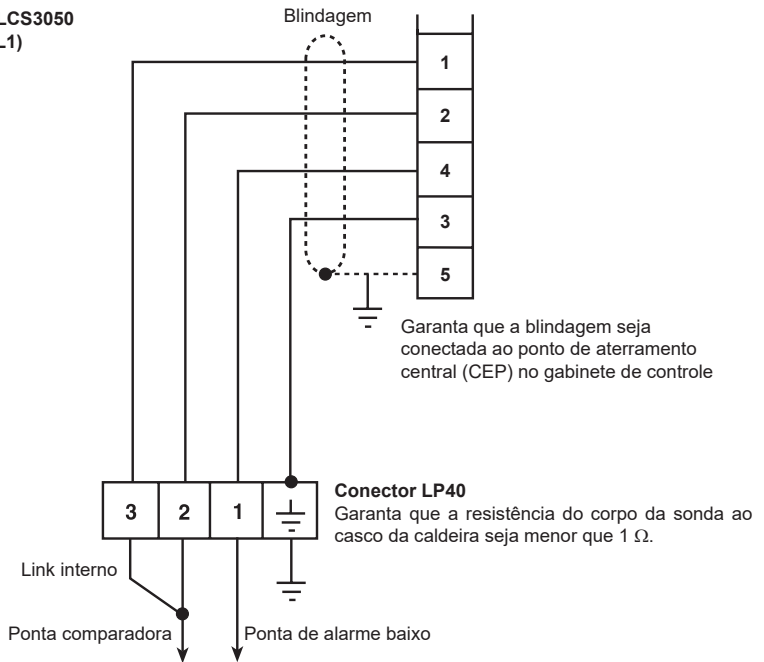 LCS3050
L1)
Blindagem
1
2
4
3
5
Garanta que a blindagem seja
conectada ao ponto de aterramento
central (CEP) no gabinete de controle
3 2 1
Conector LP40
Garanta que a resistência do corpo da sonda ao
casco da caldeira seja menor que 1 Ω.
Link interno
Ponta comparadora
Ponta de alarme baixo